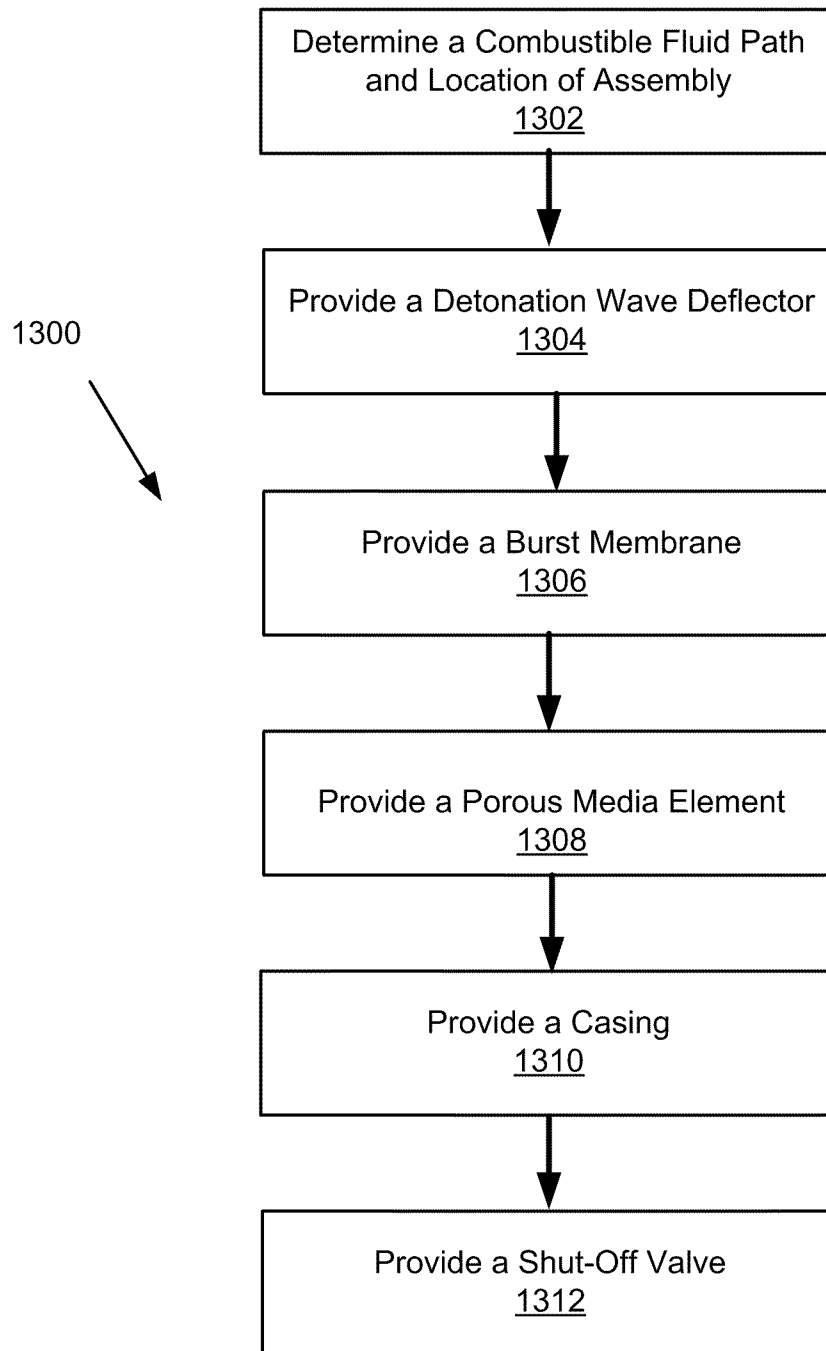 Determine a Combustible Fluid Path
and Location of Assembly
1302
Provide a Detonation Wave Deflector
1304
1300
Provide a Burst Membrane
1306
Provide a Porous Media Element
1308
Provide a Casing
1310
Provide a Shut-Off Valve
1312